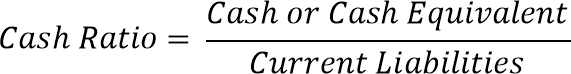 Cash Ratio = Cash or Cash Equivalent
Current Liabilities